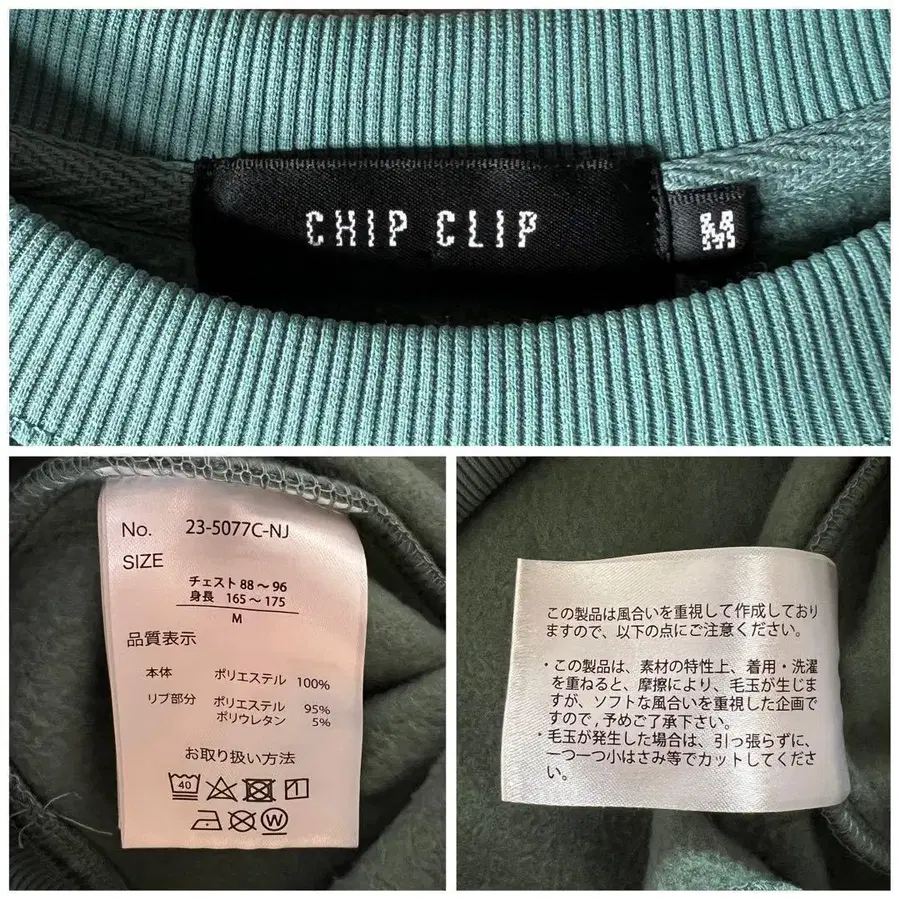 CHIP CLIP
M
No. 23-5077C-NJ
SIZE
チェスト 88～96
身長 165～175
M
品質表示
本体 ポリエステル 100%
リブ部分 ポリエステル 95%
ポリウレタン 5%
お取り扱い方法
40
W
この製品は風合いを重視して作成しており
ますので、以下の点にご注意ください。
・この製品は、素材の特性上、着用・洗濯
を重ねると、摩擦により、毛玉が生じま
すが、ソフトな風合いを重視した企画で
すので,予めご了承下さい。
・毛玉が発生した場合は、引っ張らずに、
一つ一つ小はさみ等でカットしてくださ
い。